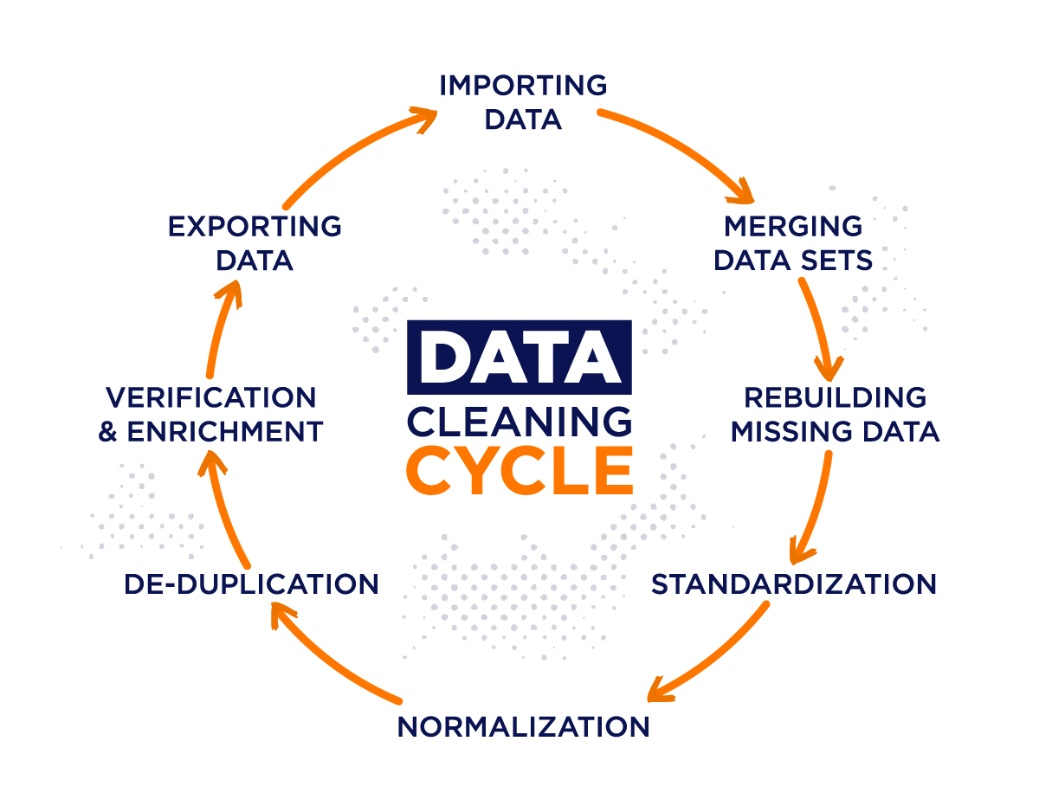 IMPORTING
DATA
MERGING
DATA SETS
REBUILDING
MISSING DATA
STANDARDIZATION
NORMALIZATION
DE-DUPLICATION
VERIFICATION
& ENRICHMENT
EXPORTING
DATA
DATA
CLEANING
CYCLE